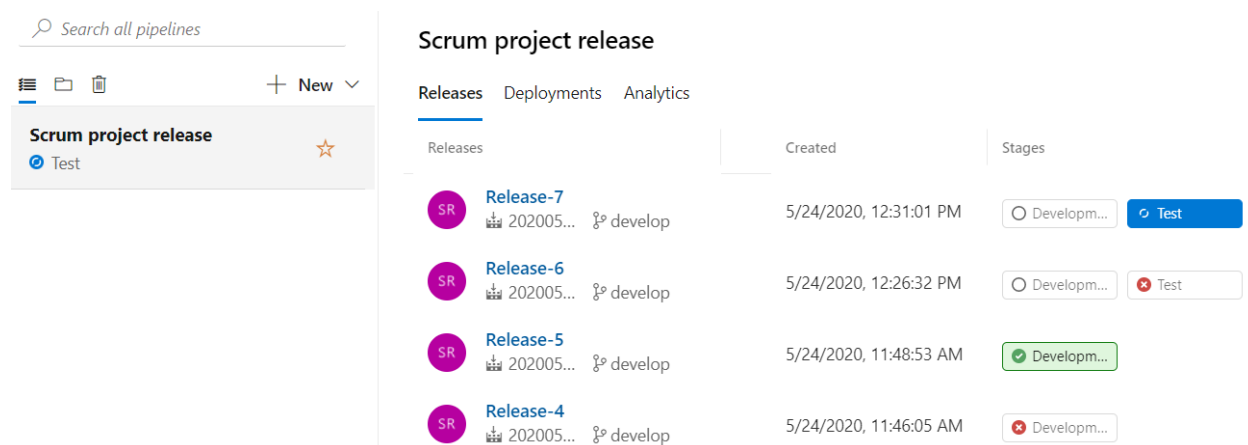 Search all pipelines
New
Scrum project release
Test
Scrum project release
Releases Deployments Analytics
Releases Created Stages
SR Release-7 5/24/2020, 12:31:01 PM Developm... Test
202005... develop
SR Release-6 5/24/2020, 12:26:32 PM Developm... Test
202005... develop
SR Release-5 5/24/2020, 11:48:53 AM Developm...
202005... develop
SR Release-4 5/24/2020, 11:46:05 AM Developm...
202005... develop